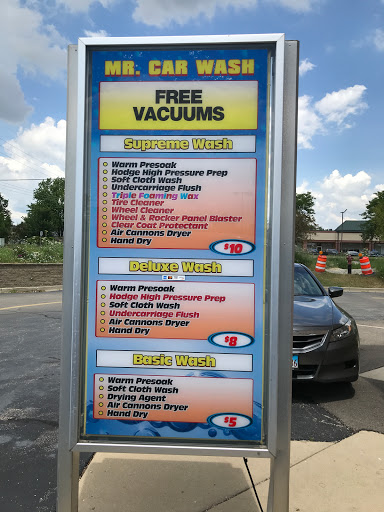 MR. CAR WASH
FREE
VACUUMS
Supreme Wash
Warm Presoak
Hodge High Pressure Prep
Soft Cloth Wash
Undercarriage Flush
Triple Foaming Wax
Tire Cleaner
Wheel Cleaner
Wheel & Rocker Panel Blaster
Clear Coat Protectant
Air Cannons Dryer
Hand Dry
$10
Deluxe Wash
Warm Presoak
Hodge High Pressure Prep
Soft Cloth Wash
Undercarriage Flush
Air Cannons Dryer
Hand Dry
$8
Basic Wash
Warm Presoak
Soft Cloth Wash
Drying Agent
Air Cannons Dryer
Hand Dry
$5